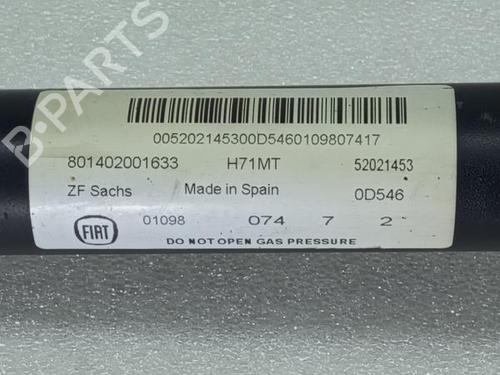 005202145300D5460109807417
801402001633 H71MT 52021453
ZF Sachs Made in Spain 0D546
FIAT 01098 074 7 2
DO NOT OPEN GAS PRESSURE
B-PARTS